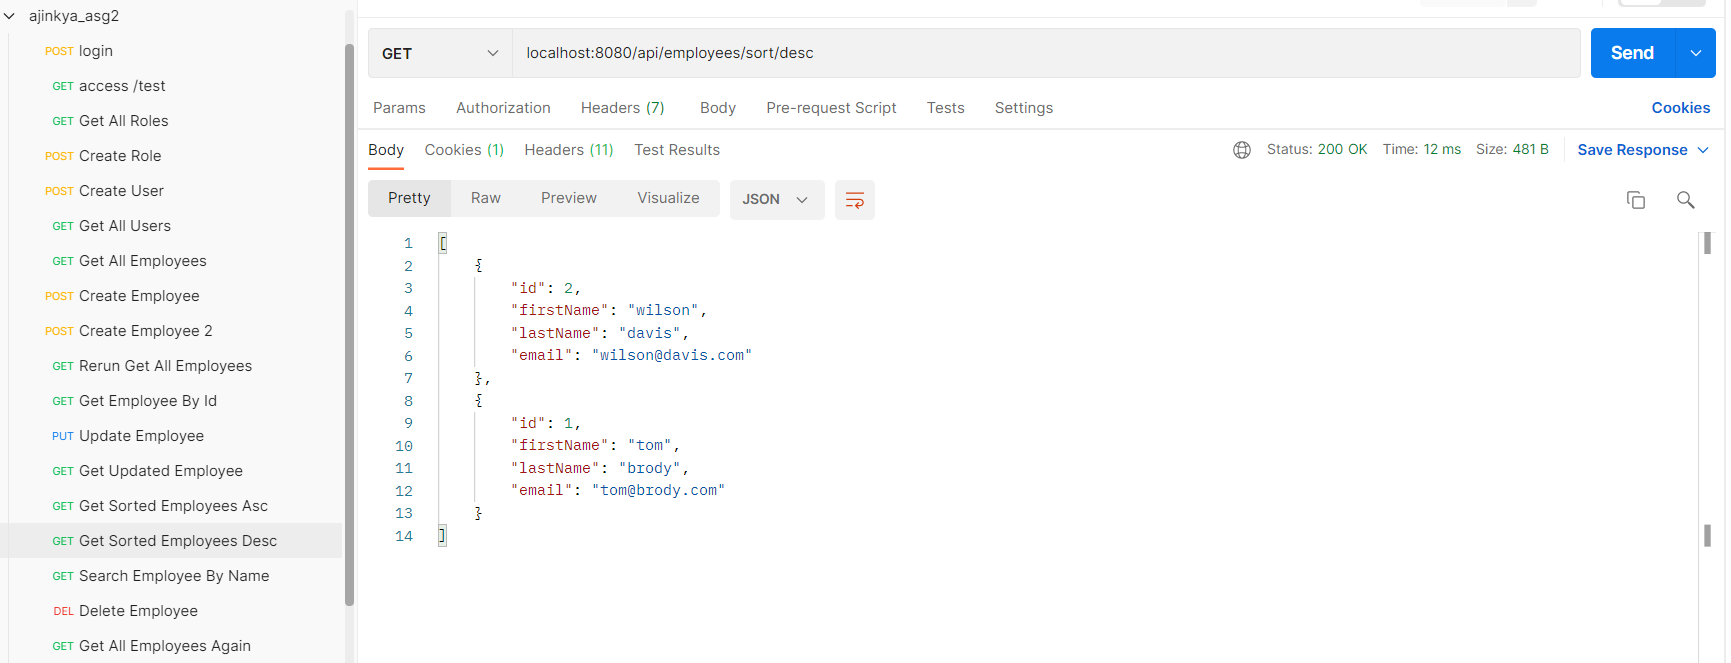 ajinkya_asg2
POST login
GET access /test
GET Get All Roles
POST Create Role
POST Create User
GET Get All Users
GET Get All Employees
POST Create Employee
POST Create Employee 2
GET Rerun Get All Employees
GET Get Employee By Id
PUT Update Employee
GET Get Updated Employee
GET Get Sorted Employees Asc
GET Get Sorted Employees Desc
GET Search Employee By Name
DEL Delete Employee
GET Get All Employees Again
GET localhost:8080/api/employees/sort/desc Send
Params Authorization Headers (7) Body Pre-request Script Tests Settings Cookies
Body Cookies (1) Headers (11) Test Results Status: 200 OK Time: 12 ms Size: 481 B Save Response
Pretty Raw Preview Visualize JSON
1 [
2 {
3 "id": 2,
4 "firstName": "wilson",
5 "lastName": "davis",
6 "email": "wilson@davis.com"
7 },
8 {
9 "id": 1,
10 "firstName": "tom",
11 "lastName": "brody",
12 "email": "tom@brody.com"
13 }
14 ]